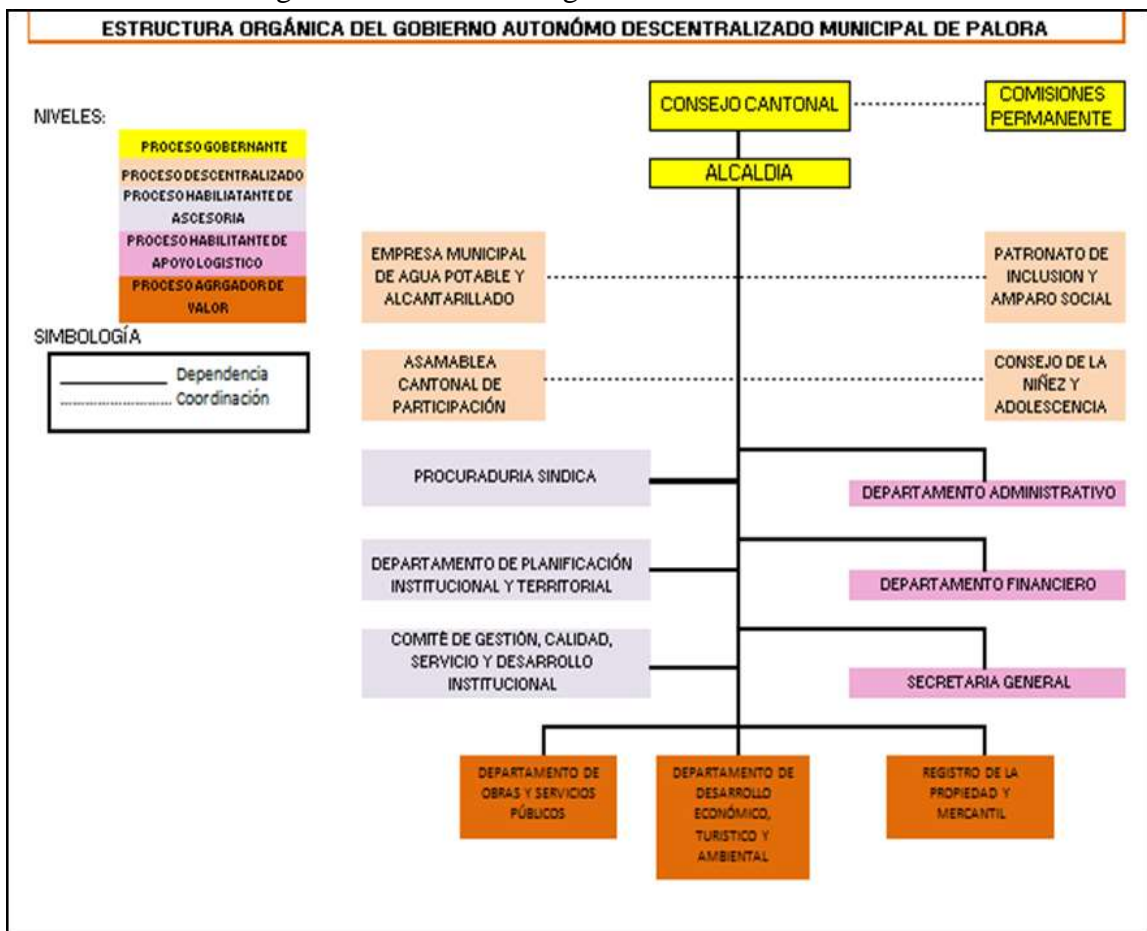 ESTRUCTURA ORGÁNICA DEL GOBIERNO AUTONÓMO DESCENTRALIZADO MUNICIPAL DE PALORA
CONSEJO CANTONAL
COMISIONES
PERMANENTE
NIVELES:
PROCESO GOBERNANTE
PROCESO DESCENTRALIZADO
PROCESO HABILIATANTE DE
ASCESORIA
PROCESO HABILITANTE DE
APOYO LOGISTICO
PROCESO AGRGADOR DE
VALOR
ALCALDIA
EMPRESA MUNICIPAL
DE AGUA POTABLE Y
ALCANTARILLADO
PATRONATO DE
INCLUSION Y
AMPARO SOCIAL
SIMBOLOGÍA
Dependencia
Coordinación
ASAMABLEA
CANTONAL DE
PARTICIPACIÓN
CONSEJO DE LA
NIÑEZ Y
ADOLESCENCIA
PROCURADURIA SINDICA
DEPARTAMENTO ADMINISTRATIVO
DEPARTAMENTO DE PLANIFICACIÓN
INSTITUCIONAL Y TERRITORIAL
DEPARTAMENTO FINANCIERO
COMITÈ DE GESTIÓN, CALIDAD,
SERVICIO Y DESARROLLO
INSTITUCIONAL
SECRETARIA GENERAL
DEPARTAMENTO DE
OBRAS Y SERVICIOS
PÚBLICOS
DEPARTAMENTO DE
DESARROLLO
ECONÓMICO,
TURISTICO Y
AMBIENTAL
REGISTRO DE LA
PROPIEDAD Y
MERCANTIL